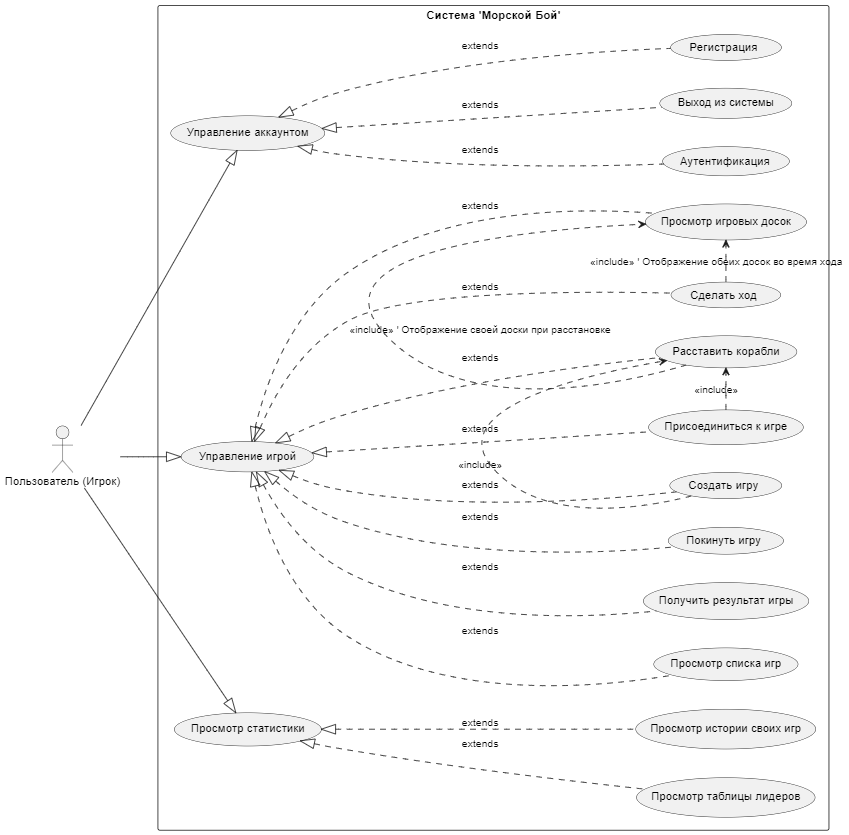 Система 'Морской Бой'
extends
Регистрация
extends
Выход из системы
Управление аккаунтом
extends
Аутентификация
extends
Просмотр игровых досок
«include» ' Отображение обеих досок во время хода
extends
Сделать ход
«include» ' Отображение своей доски при расстановке
extends
Расставить корабли
«include»
extends
Присоединиться к игре
Управление игрой
«include»
Пользователь (Игрок)
extends
Создать игру
extends
Покинуть игру
extends
Получить результат игры
extends
Просмотр списка игр
extends
Просмотр статистики
Просмотр истории своих игр
extends
Просмотр таблицы лидеров